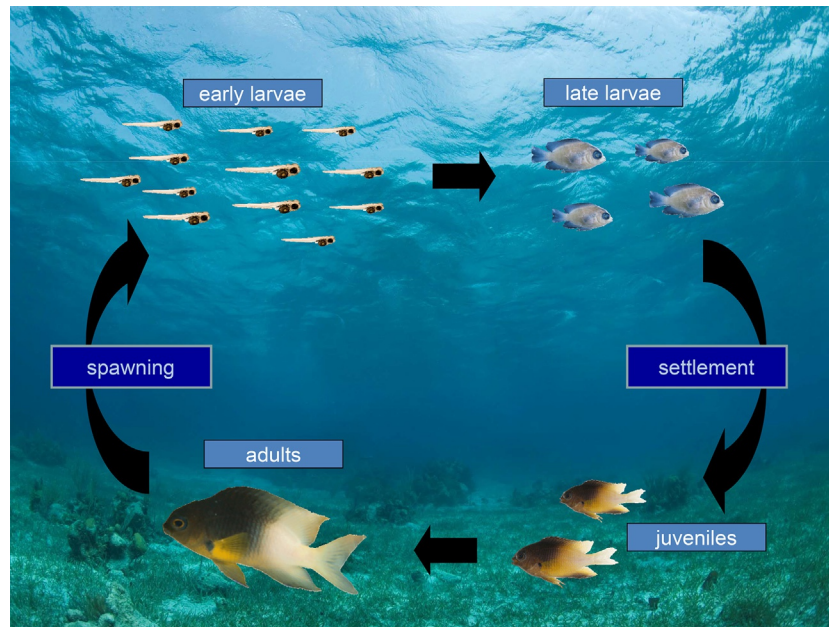 early larvae
late larvae
spawning
settlement
adults
juveniles